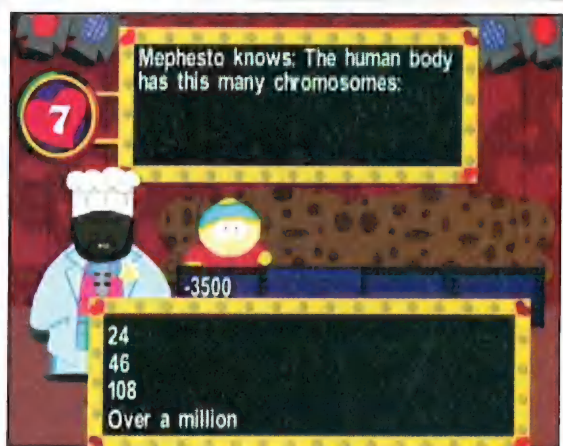 Mephesto knows: The human body
has this many chromosomes:
7
-3500
24
46
108
Over a million